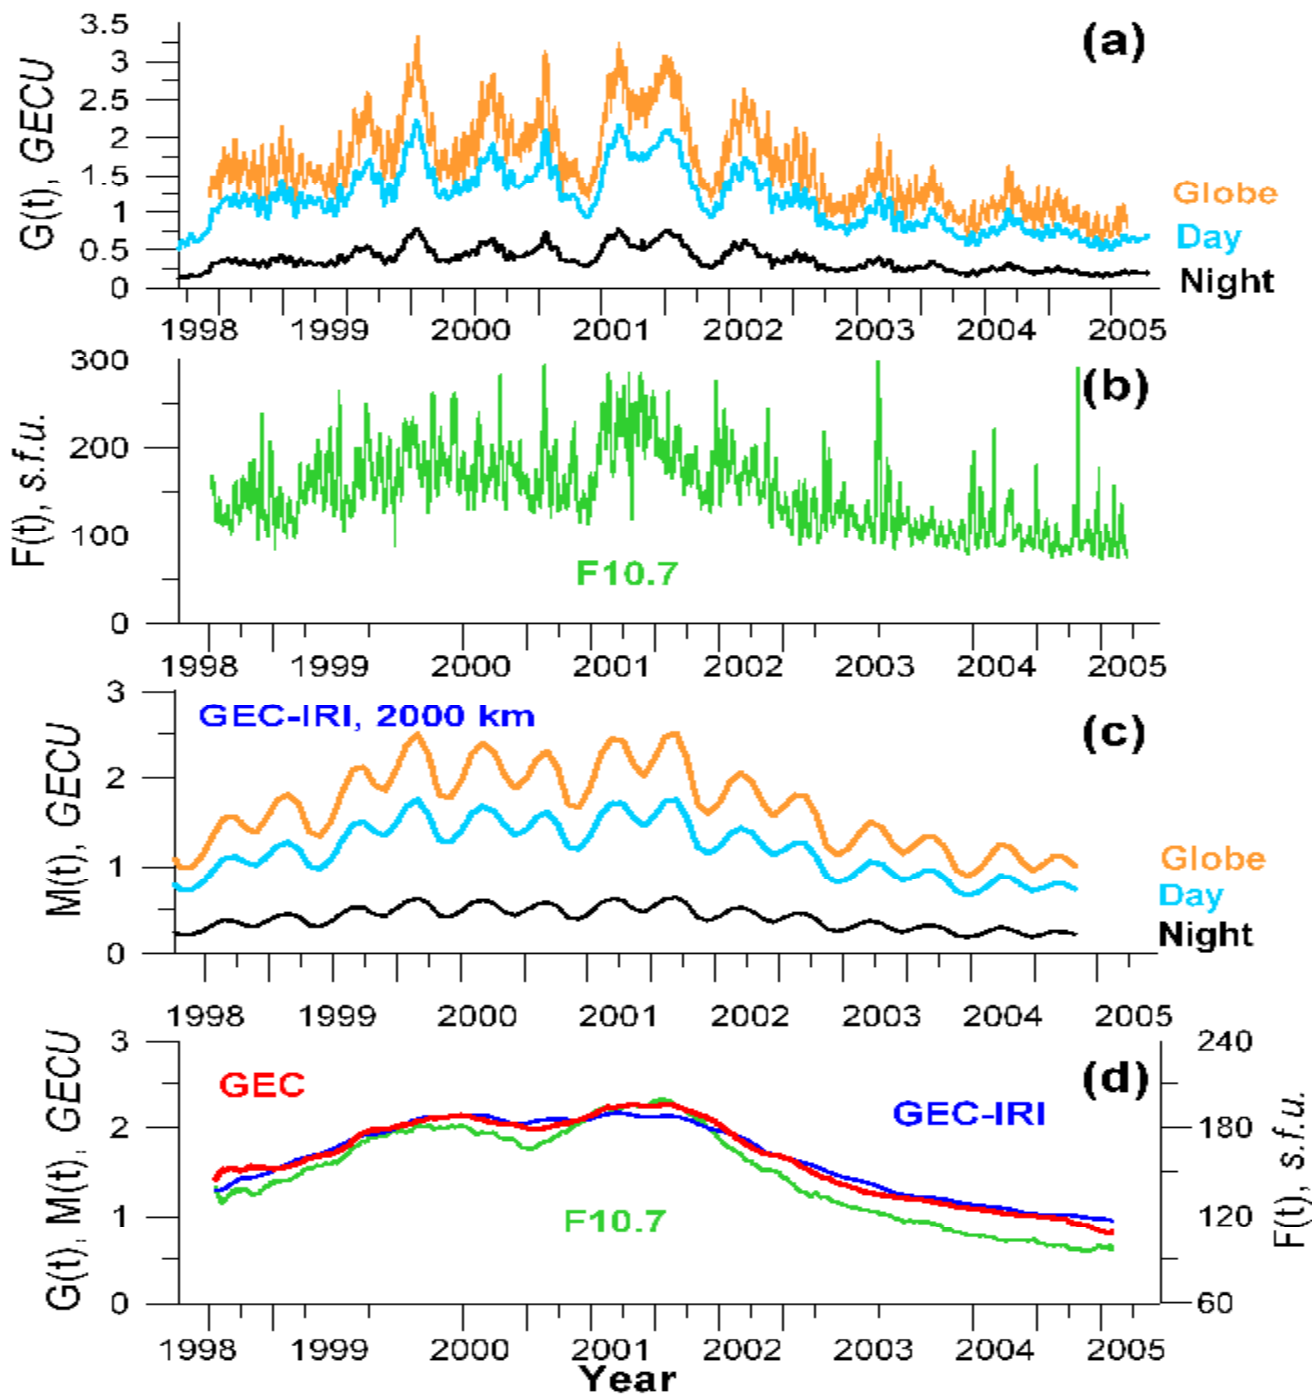 (a)
G(t), GECU
3.5
3
2.5
2
1.5
1
0.5
0
Globe
Day
Night
1998 1999 2000 2001 2002 2003 2004 2005
(b)
F(t), s.f.u.
300
200
100
0
F10.7
1998 1999 2000 2001 2002 2003 2004 2005
(c)
M(t), GECU
3
2
1
0
GEC-IRI, 2000 km
Globe
Day
Night
1998 1999 2000 2001 2002 2003 2004 2005
(d)
G(t), M(t), GECU
3
2
1
0
GEC
GEC-IRI
F10.7
240
180
120
60
F(t), s.f.u.
1998 1999 2000 2001 2002 2003 2004 2005
Year